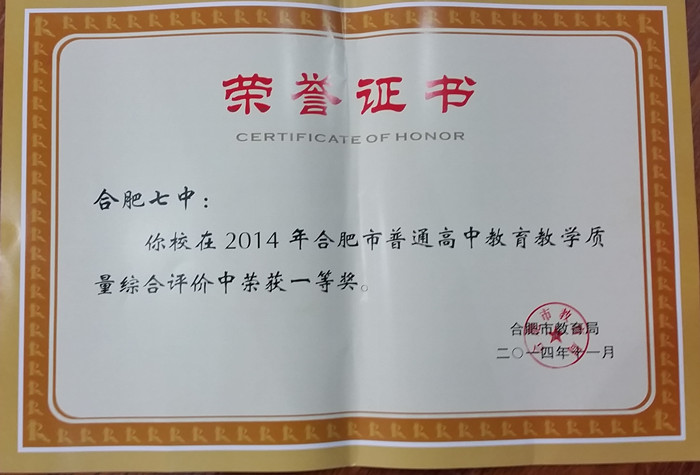 荣誉证书
CERTIFICATE OF HONOR
合肥七中：
你校在2014年合肥市普通高中教育教学质
量综合评价中荣获一等奖。
合肥市教育局
二〇一四年十一月